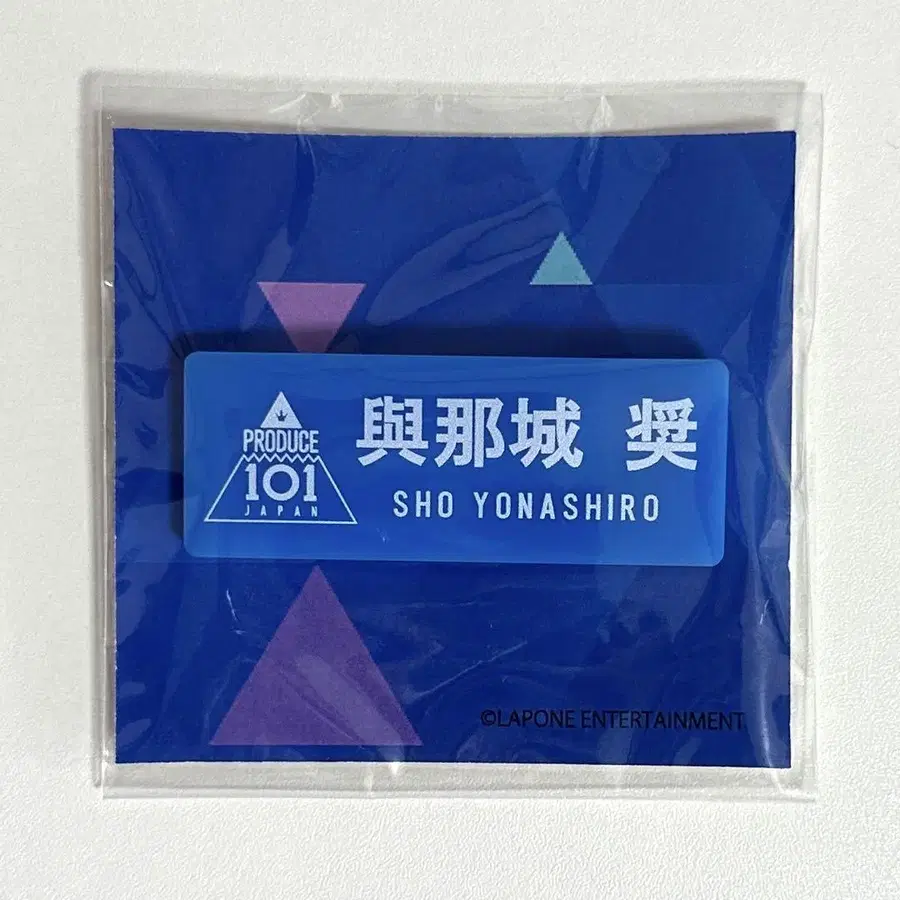 PRODUCE
101
JAPAN
與那城 奨
SHO YONASHIRO
©LAPONE ENTERTAINMENT